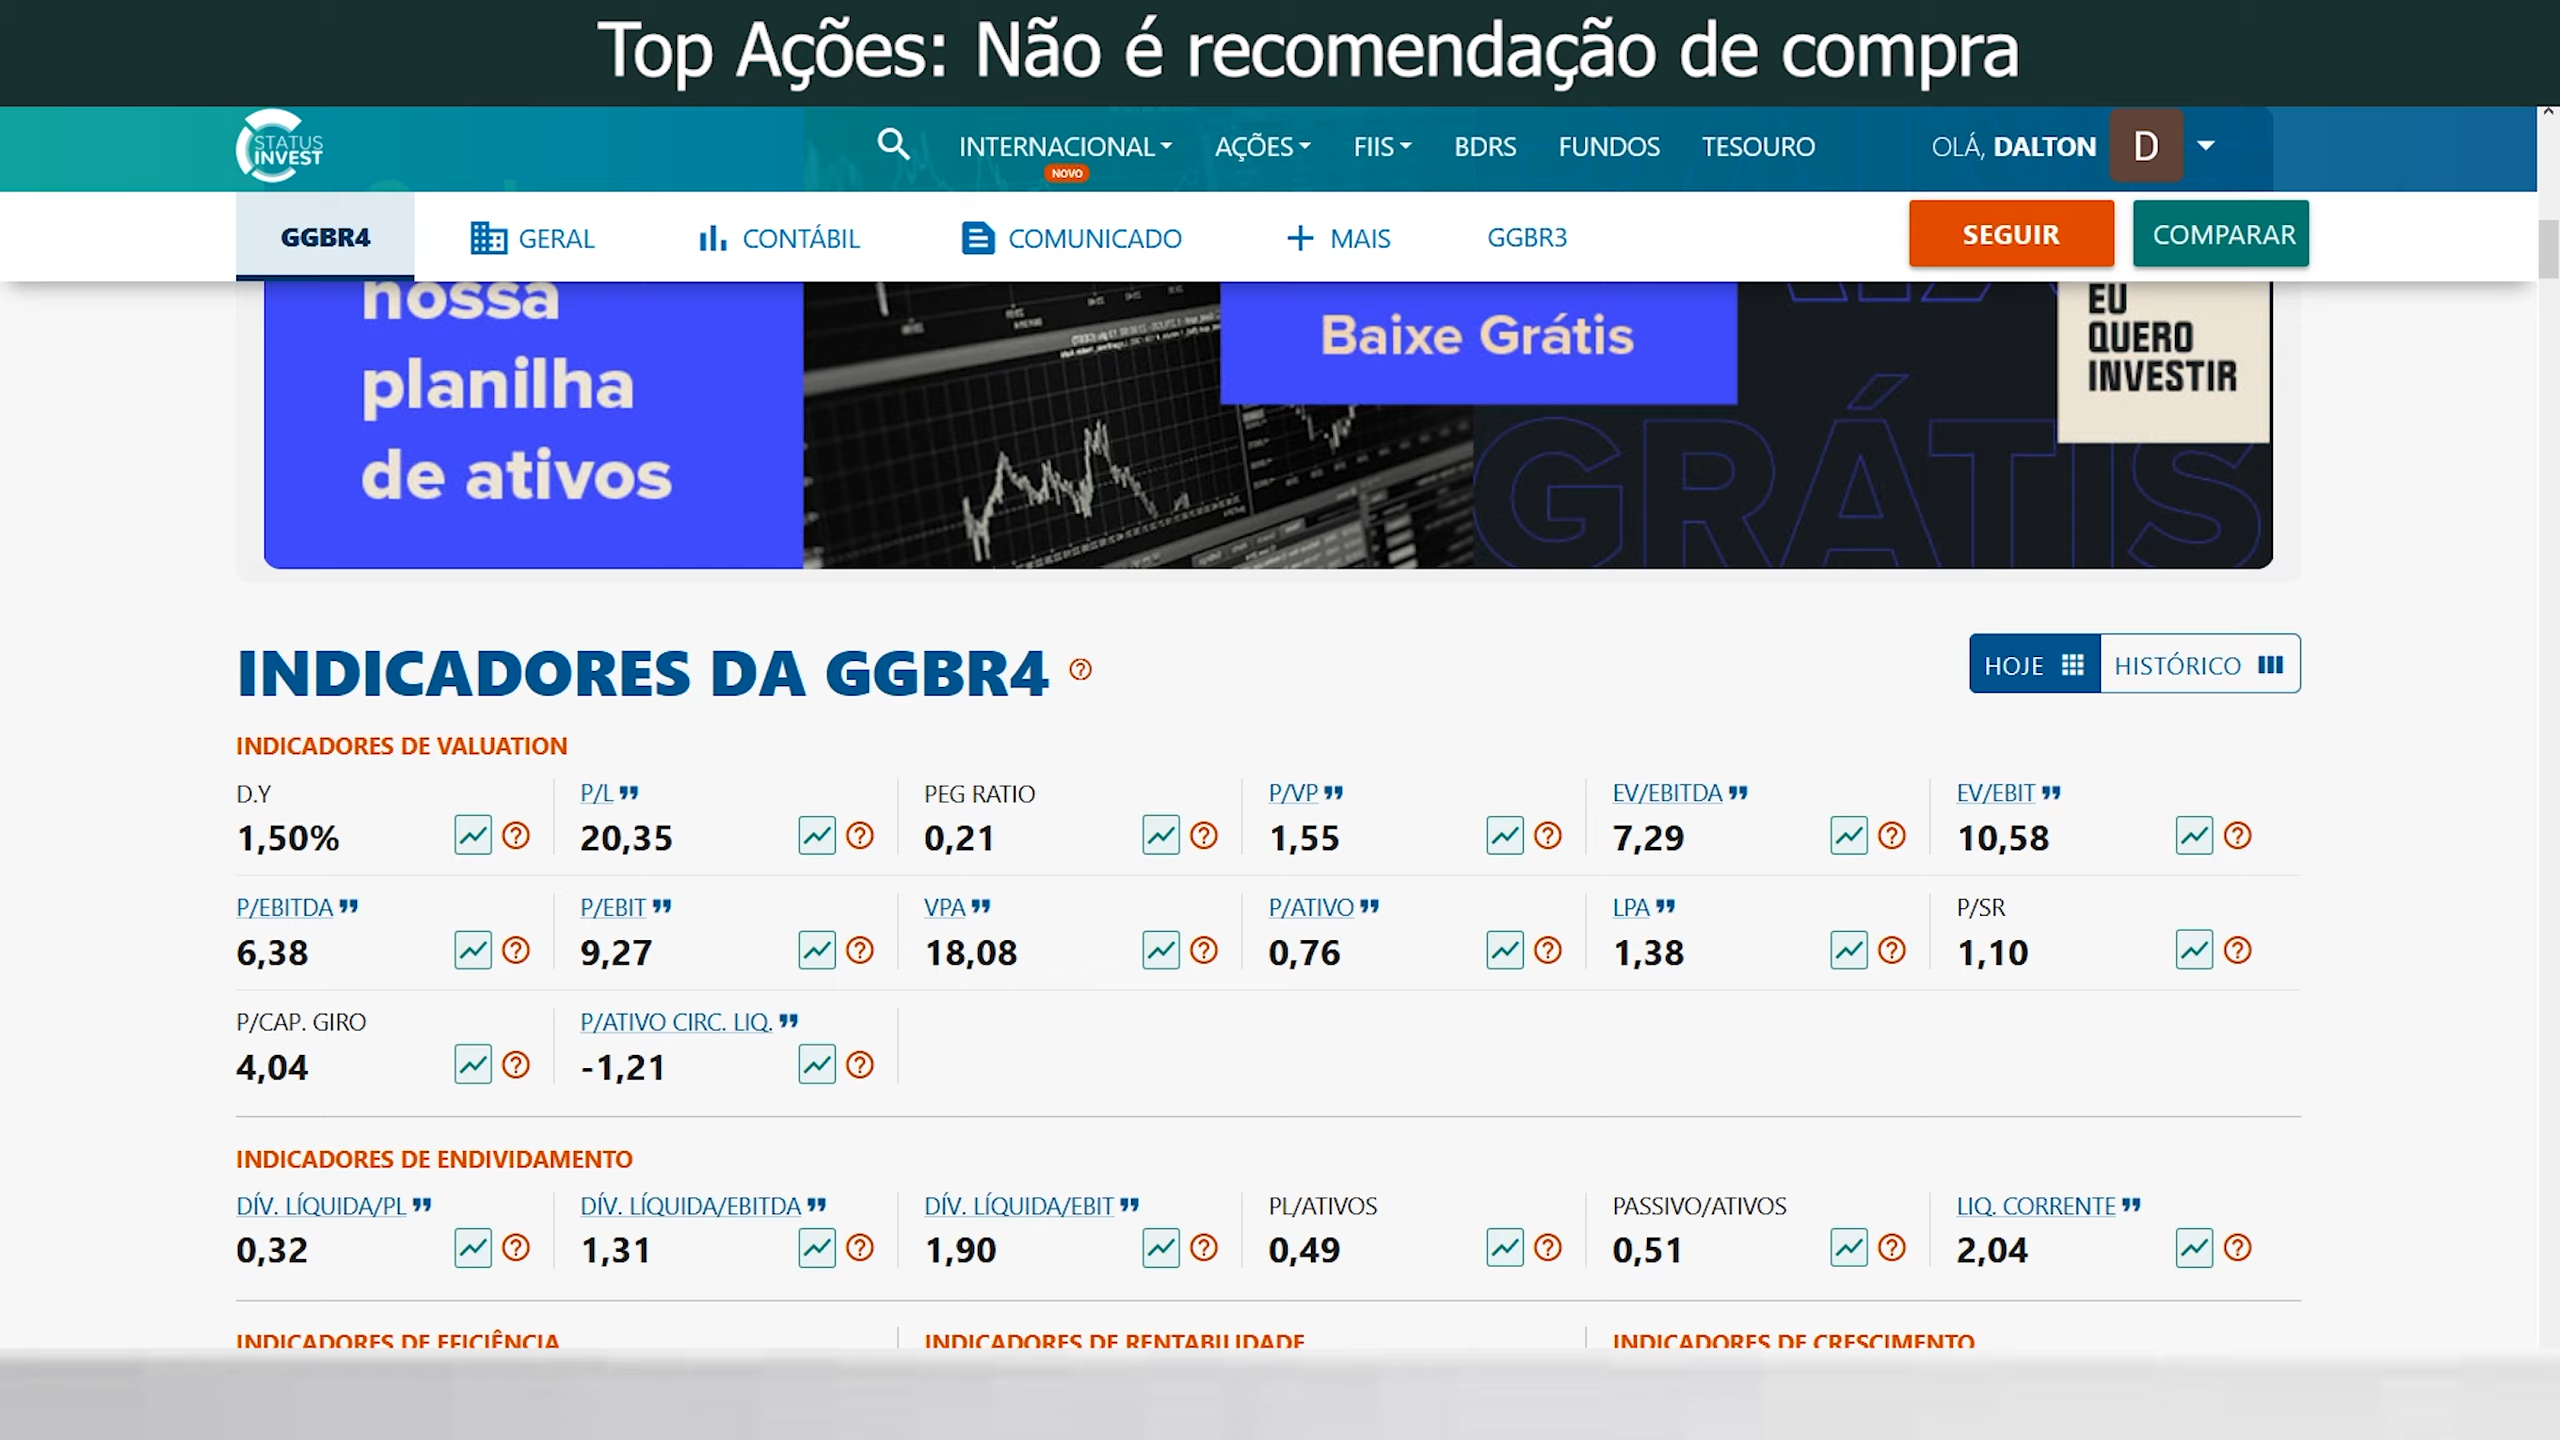 Top Ações: Não é recomendação de compra
STATUS
INVEST
INTERNACIONAL
NOVO
AÇÕES
FIIS
BDRS
FUNDOS
TESOURO
OLÁ, DALTON
D
GGBR4
GERAL
CONTÁBIL
COMUNICADO
MAIS
GGBR3
SEGUIR
COMPARAR
nossa
planilha
de ativos
Baixe Grátis
GRÁTIS
EU
QUERO
INVESTIR
INDICADORES DA GGBR4
HOJE
HISTÓRICO
INDICADORES DE VALUATION
D.Y
P/L
PEG RATIO
P/VP
EV/EBITDA
EV/EBIT
1,50%
20,35
0,21
1,55
7,29
10,58
P/EBITDA
P/EBIT
VPA
P/ATIVO
LPA
P/SR
6,38
9,27
18,08
0,76
1,38
1,10
P/CAP. GIRO
P/ATIVO CIRC. LIQ.
4,04
-1,21
INDICADORES DE ENDIVIDAMENTO
DÍV. LÍQUIDA/PL
DÍV. LÍQUIDA/EBITDA
DÍV. LÍQUIDA/EBIT
PL/ATIVOS
PASSIVO/ATIVOS
LIQ. CORRENTE
0,32
1,31
1,90
0,49
0,51
2,04
INDICADORES DE EFICIÊNCIA
INDICADORES DE RENTABILIDADE
INDICADORES DE CRESCIMENTO